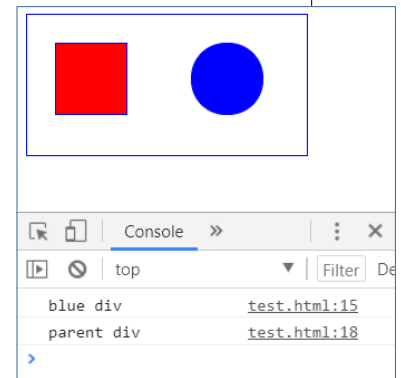 Console »
top ▼ Filter De
blue div test.html:15
parent div test.html:18
>